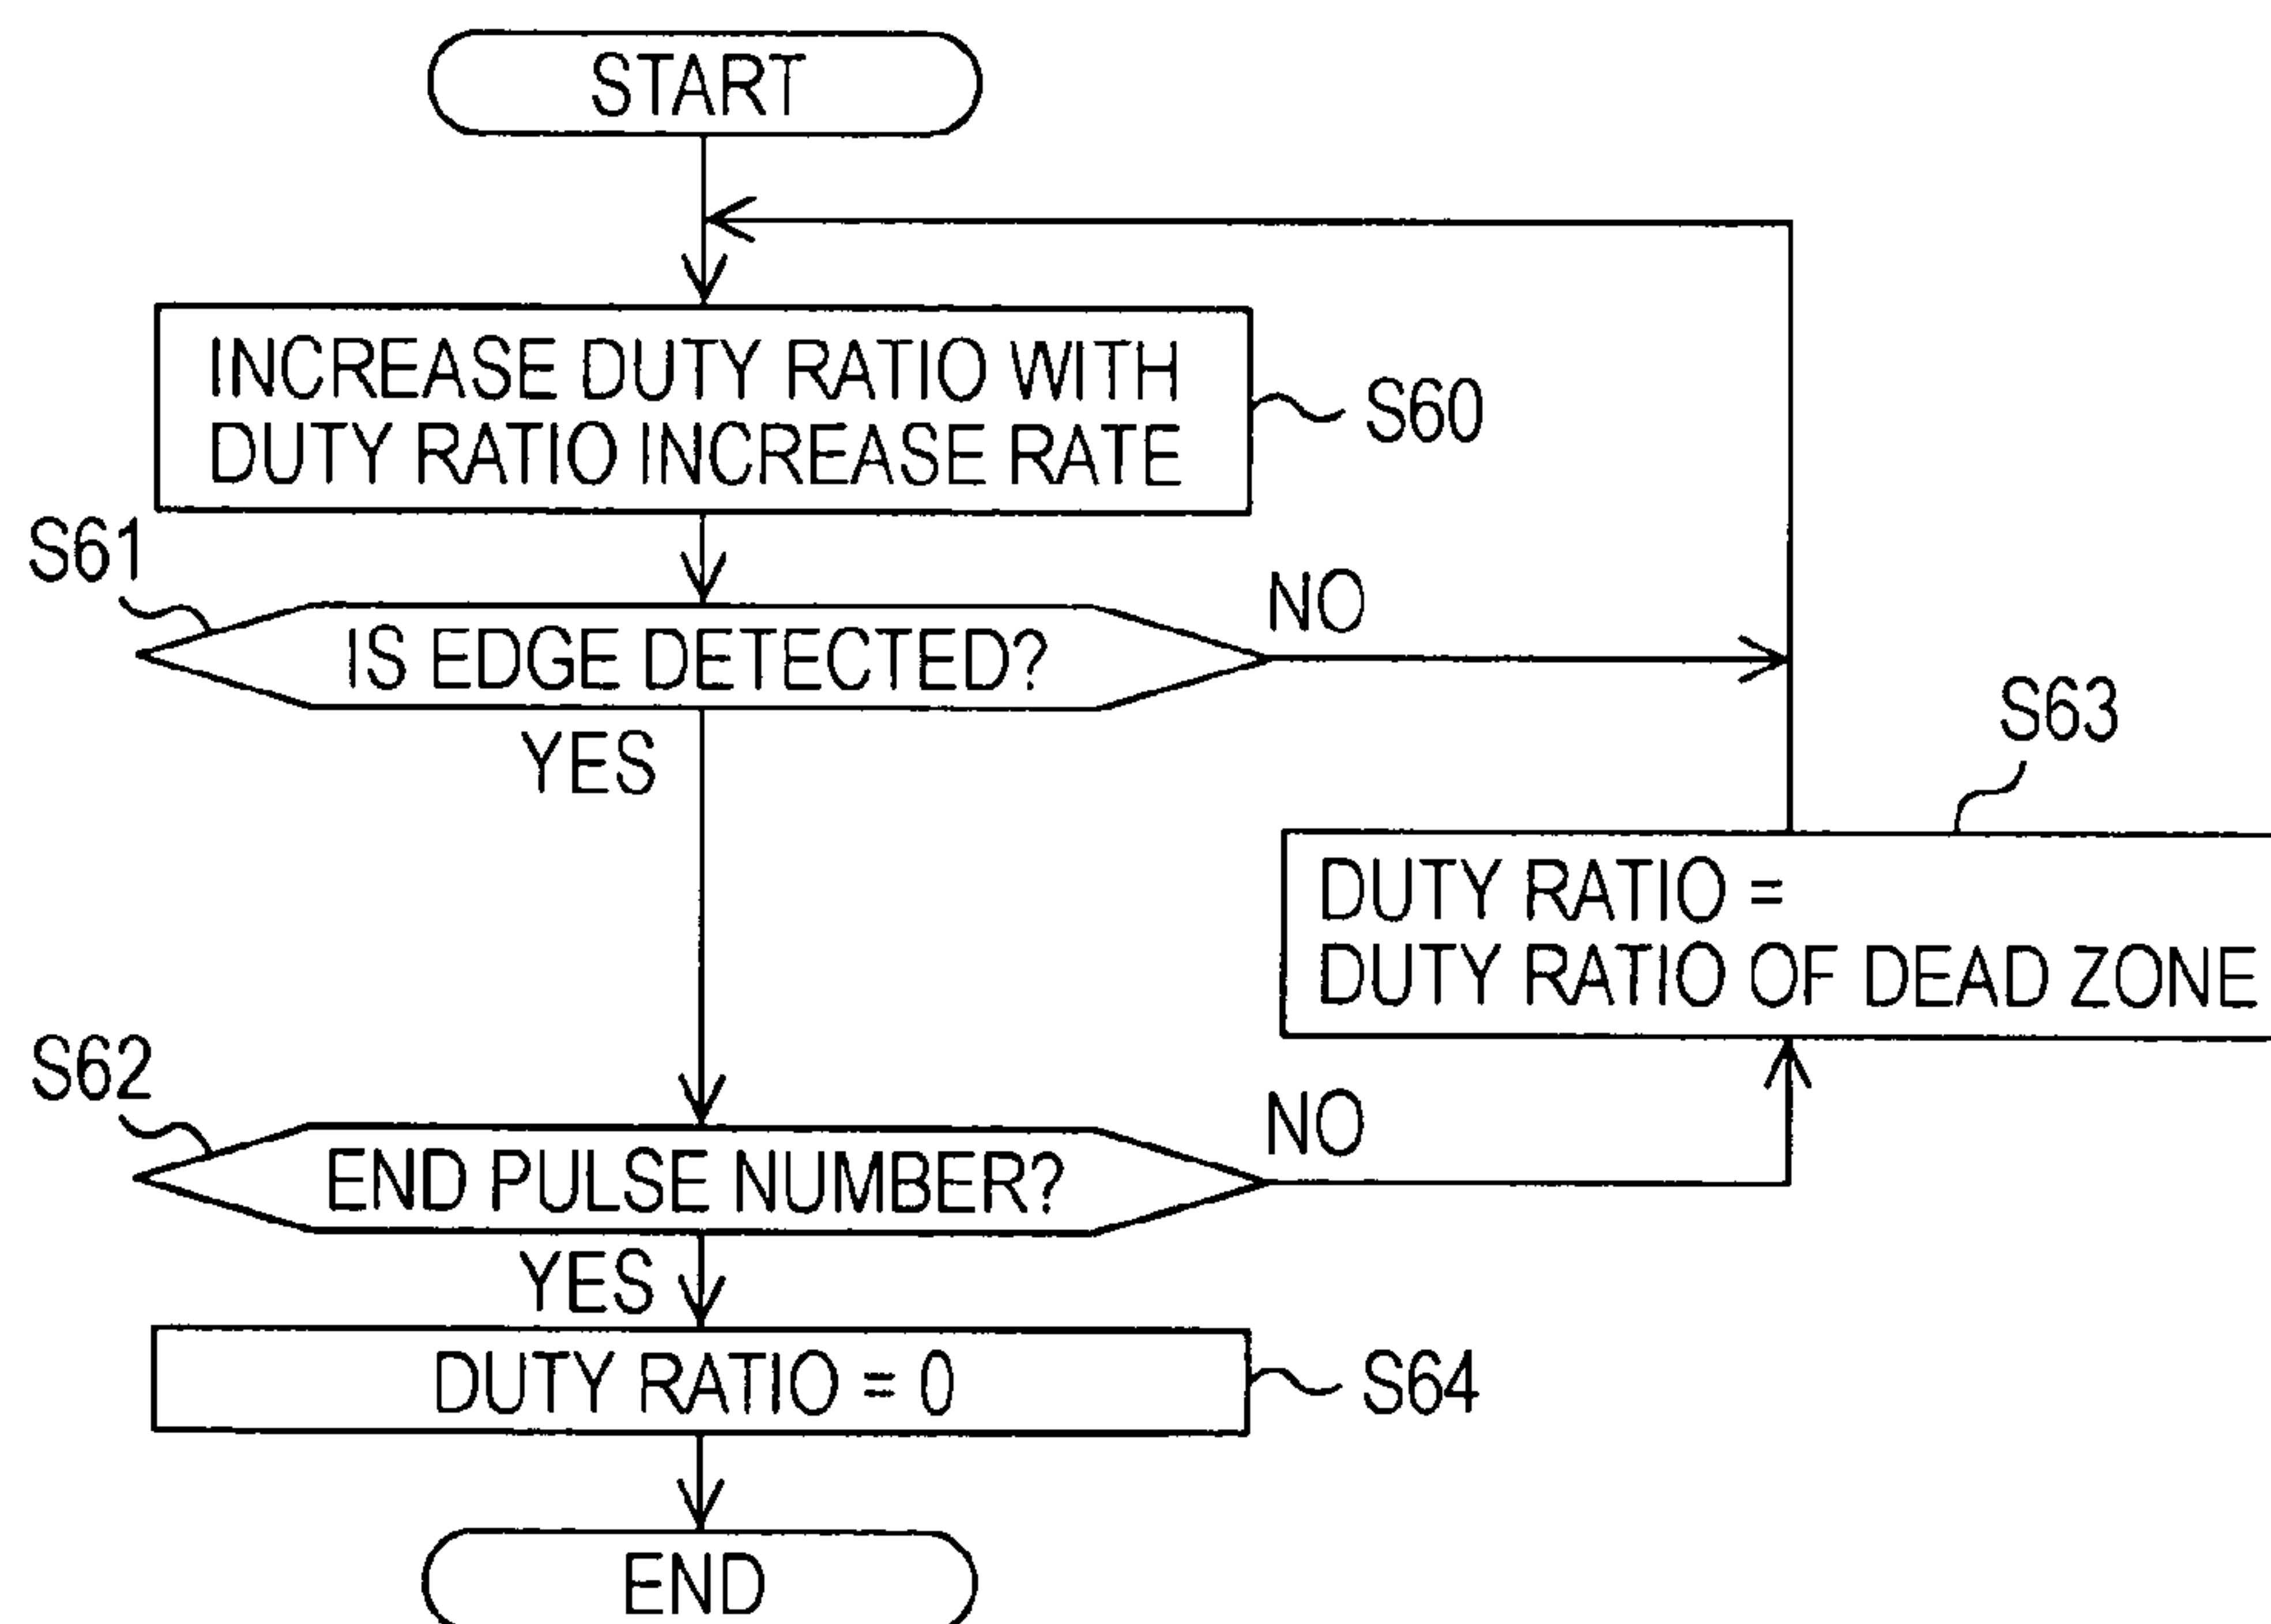 START
INCREASE DUTY RATIO WITH
DUTY RATIO INCREASE RATE
S60
S61
IS EDGE DETECTED?
NO
YES
S63
DUTY RATIO =
DUTY RATIO OF DEAD ZONE
S62
END PULSE NUMBER?
NO
YES
DUTY RATIO = 0
S64
END